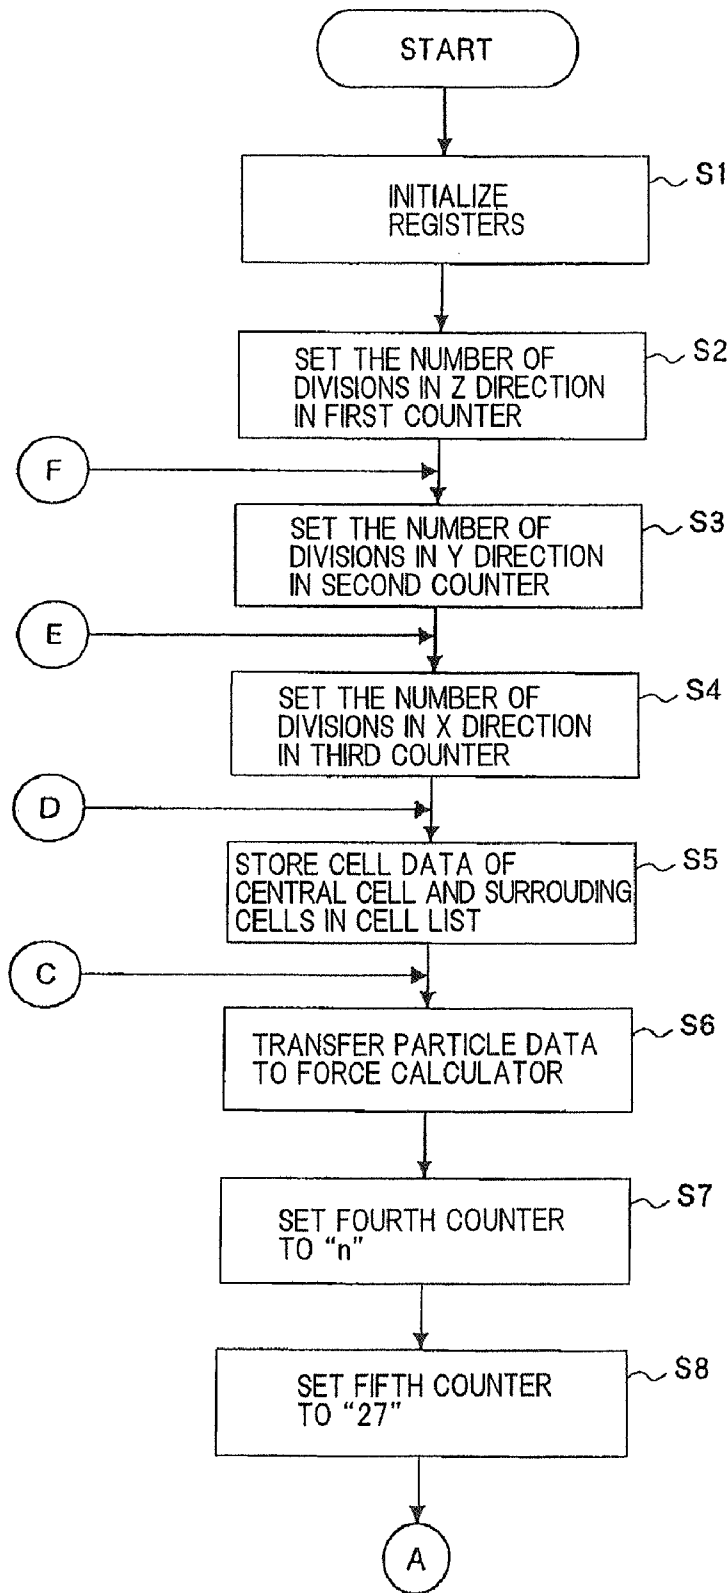 START
S1
INITIALIZE
REGISTERS
S2
SET THE NUMBER OF
DIVISIONS IN Z DIRECTION
IN FIRST COUNTER
F
S3
SET THE NUMBER OF
DIVISIONS IN Y DIRECTION
IN SECOND COUNTER
E
S4
SET THE NUMBER OF
DIVISIONS IN X DIRECTION
IN THIRD COUNTER
D
S5
STORE CELL DATA OF
CENTRAL CELL AND SURROUDING
CELLS IN CELL LIST
C
S6
TRANSFER PARTICLE DATA
TO FORCE CALCULATOR
S7
SET FOURTH COUNTER
TO “n”
S8
SET FIFTH COUNTER
TO “27”
A